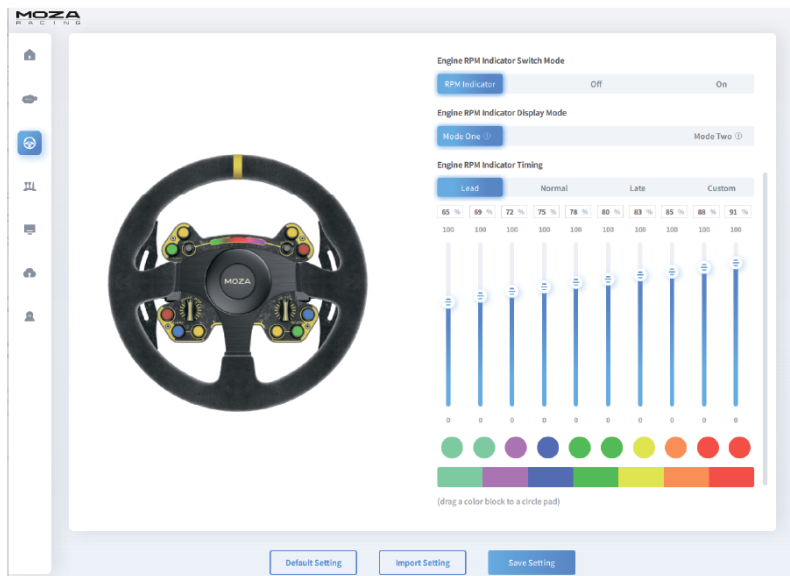 MOZA
RACING
Engine RPM Indicator Switch Mode
RPM Indicator Off On
Engine RPM Indicator Display Mode
Mode One Mode Two
Engine RPM Indicator Timing
Lead Normal Late Custom
65 % 69 % 72 % 75 % 78 % 80 % 83 % 85 % 88 % 91 %
100 100 100 100 100 100 100 100 100 100
MOZA
0 0 0 0 0 0 0 0 0 0
(drag a color block to a circle pad)
Default Setting Import Setting Save Setting